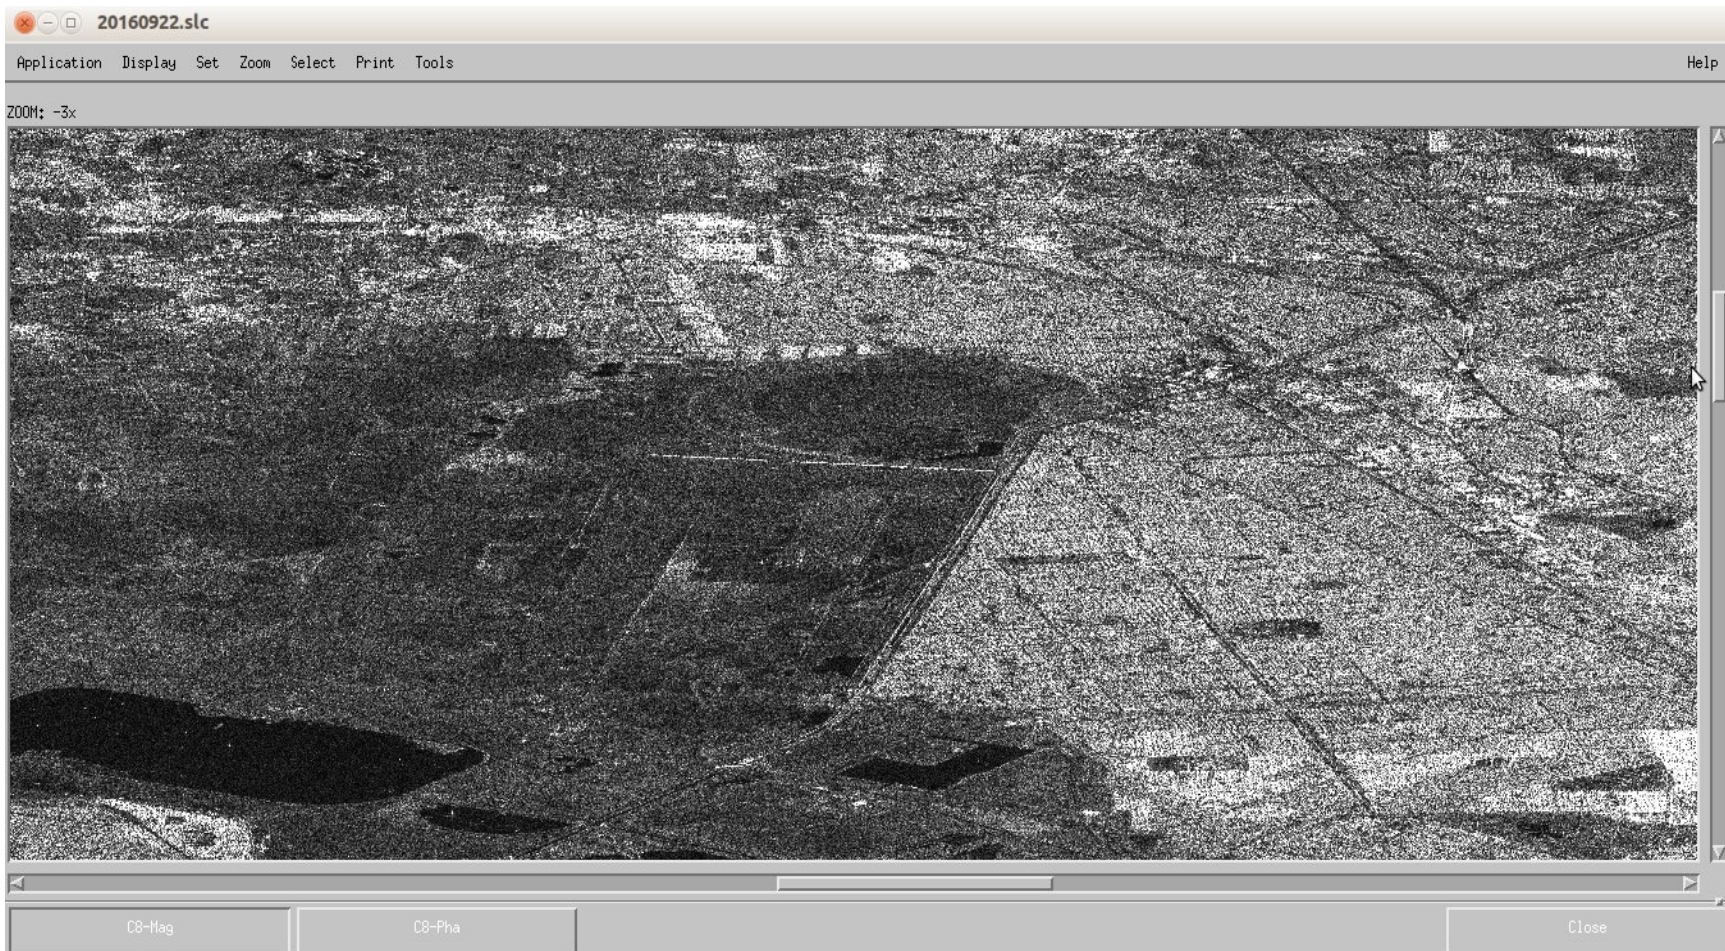 20160922.slc
Application Display Set Zoom Select Print Tools Help
ZOOM: -3x
C8-Mag C8-Pha Close